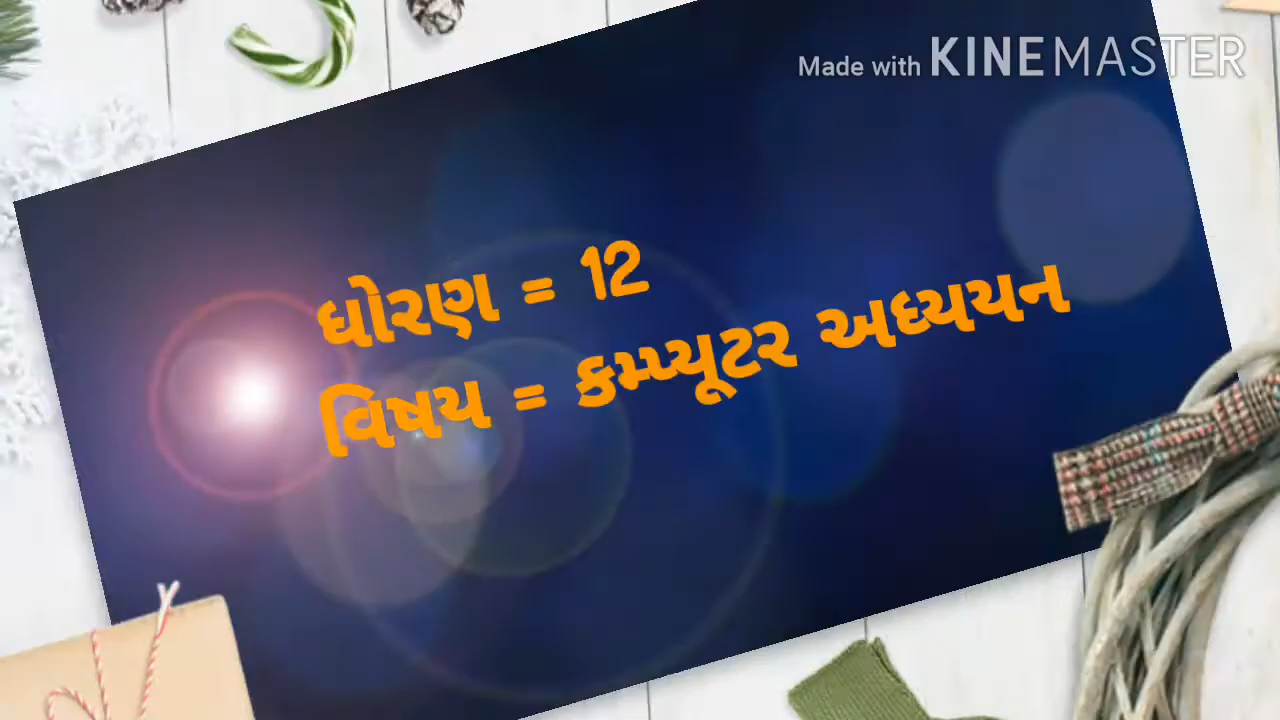 Made with KINEMASTER
ધોરણ = 12
વિષય = કમ્પ્યૂટર અધ્યયન